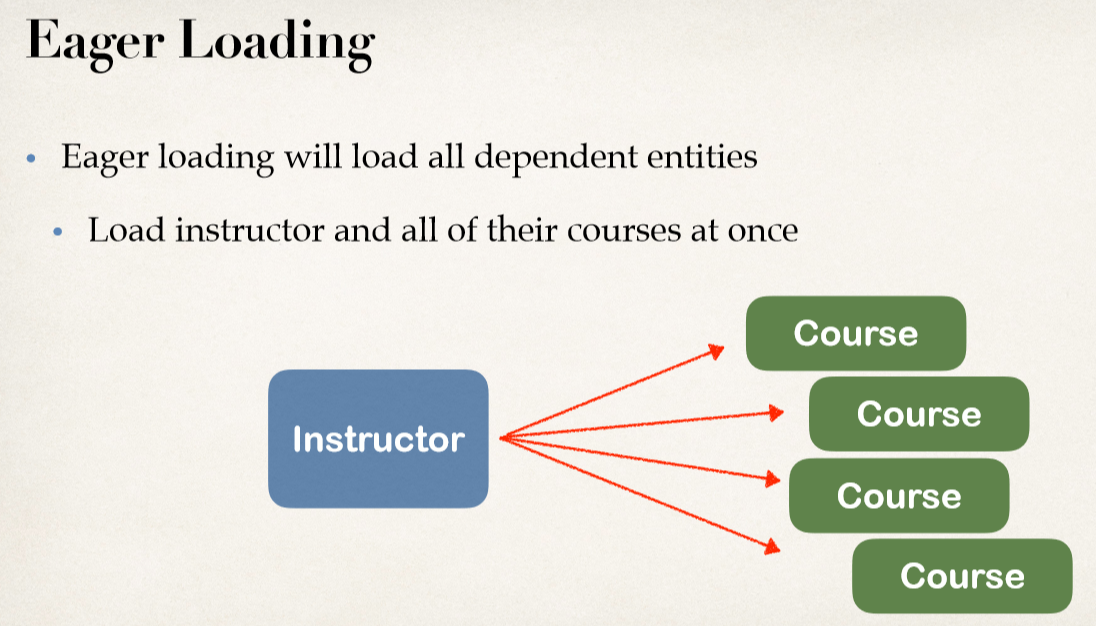 Eager Loading
• Eager loading will load all dependent entities
• Load instructor and all of their courses at once
Course
Course
Instructor
Course
Course